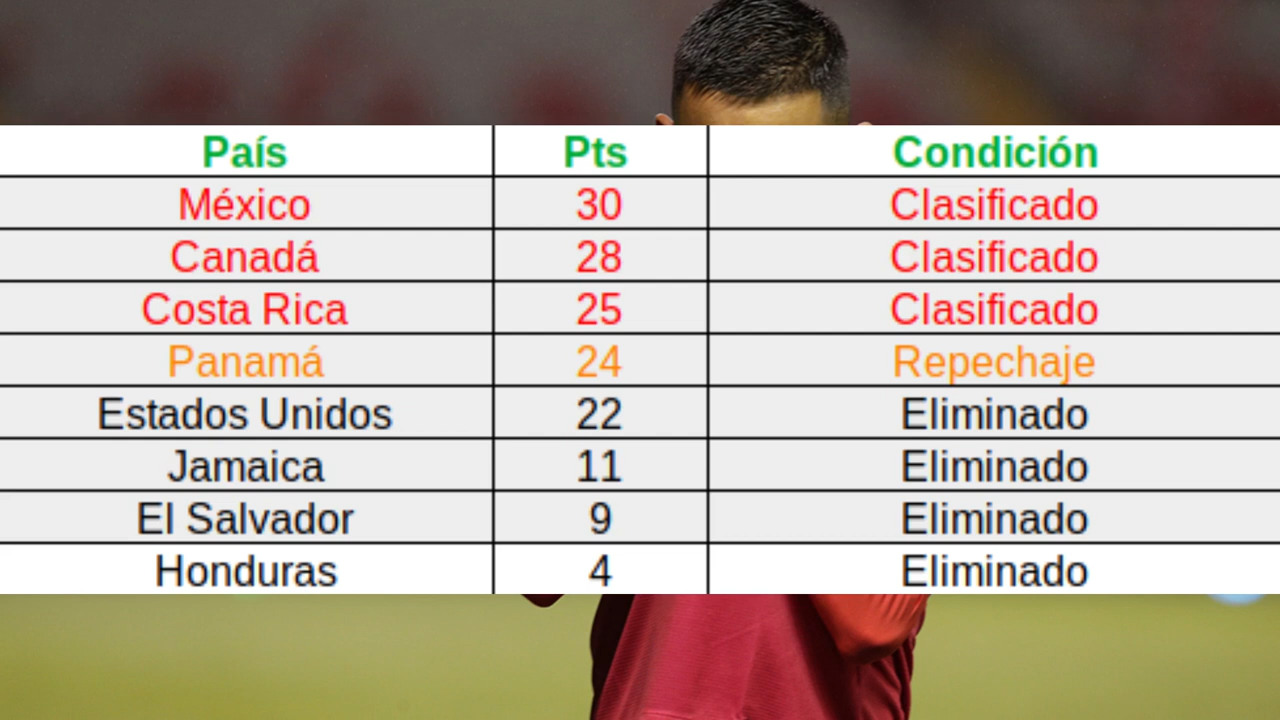 País Pts Condición
México 30 Clasificado
Canadá 28 Clasificado
Costa Rica 25 Clasificado
Panamá 24 Repechaje
Estados Unidos 22 Eliminado
Jamaica 11 Eliminado
El Salvador 9 Eliminado
Honduras 4 Eliminado